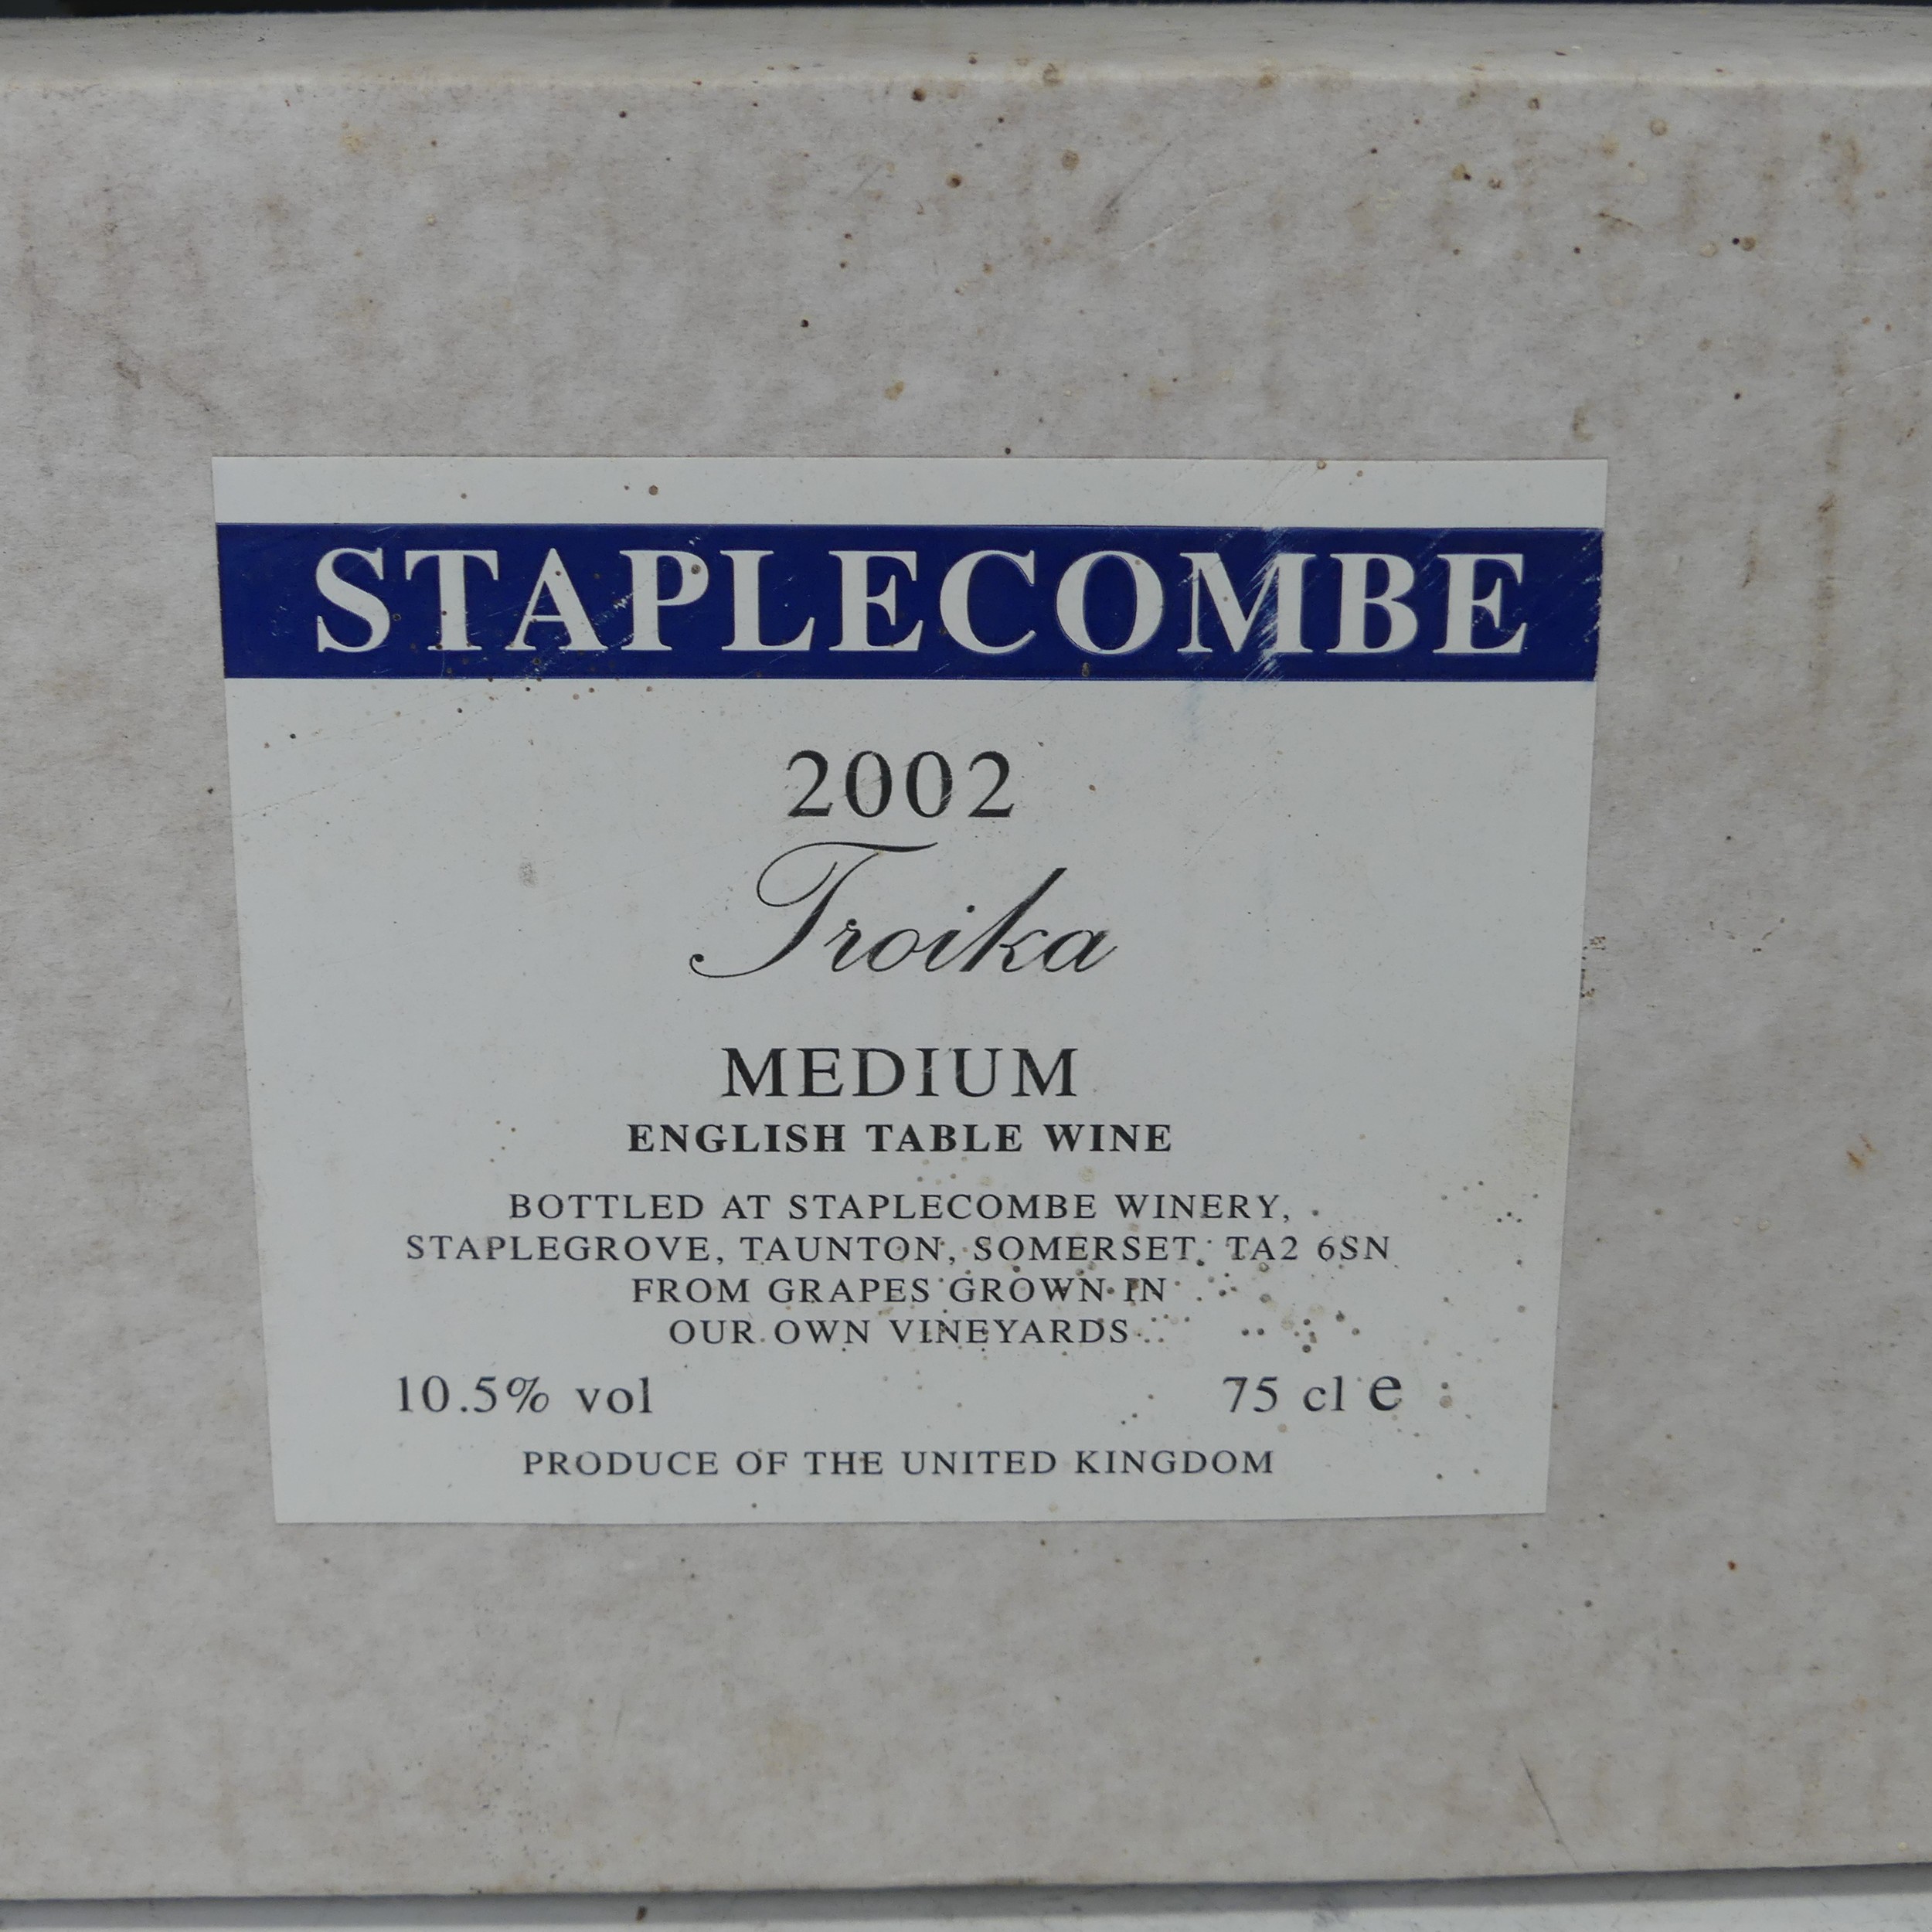 STAPLECOMBE
2002
Troika
MEDIUM
ENGLISH TABLE WINE
BOTTLED AT STAPLECOMBE WINERY,
STAPLEGROVE, TAUNTON, SOMERSET. TA2 6SN
FROM GRAPES GROWN IN
OUR OWN VINEYARDS
10.5% vol 75 cl e
PRODUCE OF THE UNITED KINGDOM